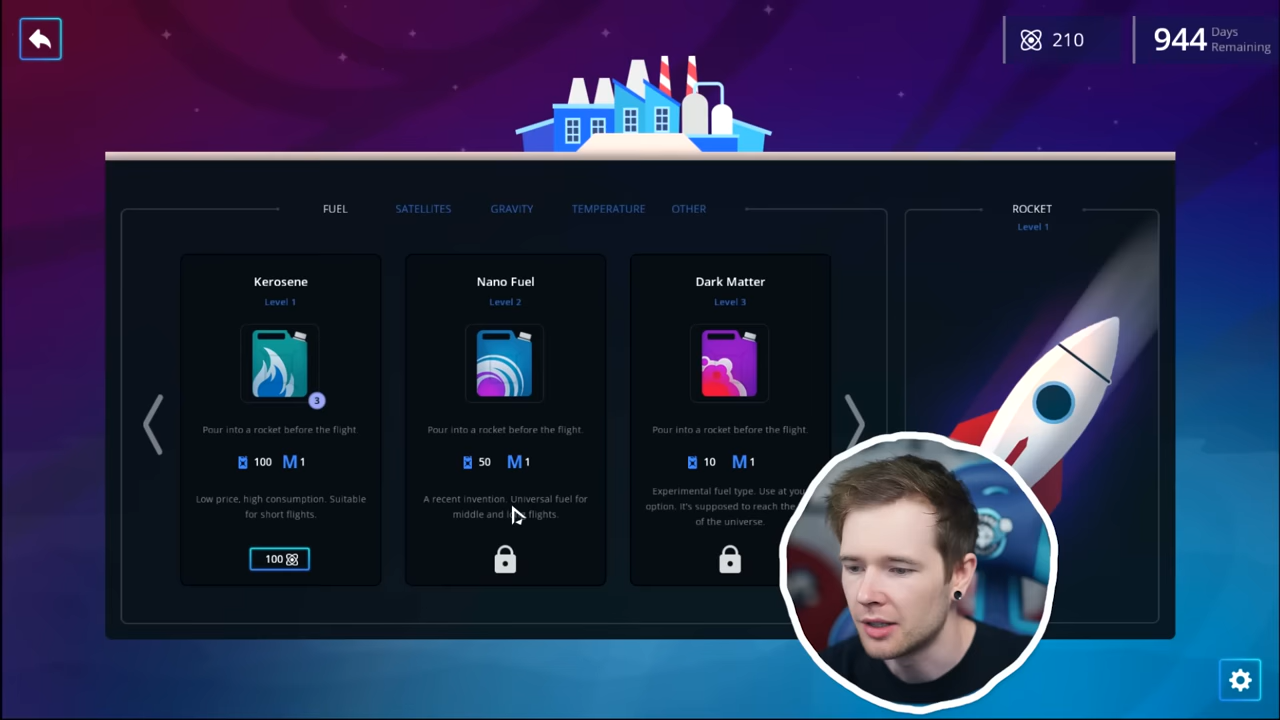 210
944 Days
Remaining
FUEL SATELLITES GRAVITY TEMPERATURE OTHER
ROCKET
Level 1
Kerosene
Level 1
3
Pour into a rocket before the flight
100 M 1
Low price, high consumption. Suitable
for short flights.
100
Nano Fuel
Level 2
Pour into a rocket before the flight.
50 M 1
A recent invention. Universal fuel for
middle and flights.
Dark Matter
Level 3
Pour into a rocket before the flight.
10 M 1
Experimental fuel type. Use at
option. It's supposed to reach the
of the universe.